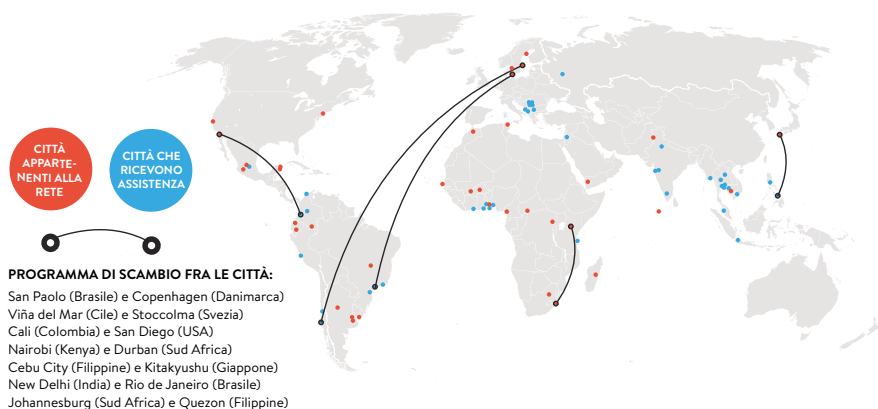 CITTÀ
APPARTE-
NENTI ALLA
RETE
CITTÀ CHE
RICEVONO
ASSISTENZA
PROGRAMMA DI SCAMBIO FRA LE CITTÀ:
San Paolo (Brasile) e Copenhagen (Danimarca)
Viña del Mar (Cile) e Stoccolma (Svezia)
Cali (Colombia) e San Diego (USA)
Nairobi (Kenya) e Durban (Sud Africa)
Cebu City (Filippine) e Kitakyushu (Giappone)
New Delhi (India) e Rio de Janeiro (Brasile)
Johannesburg (Sud Africa) e Quezon (Filippine)